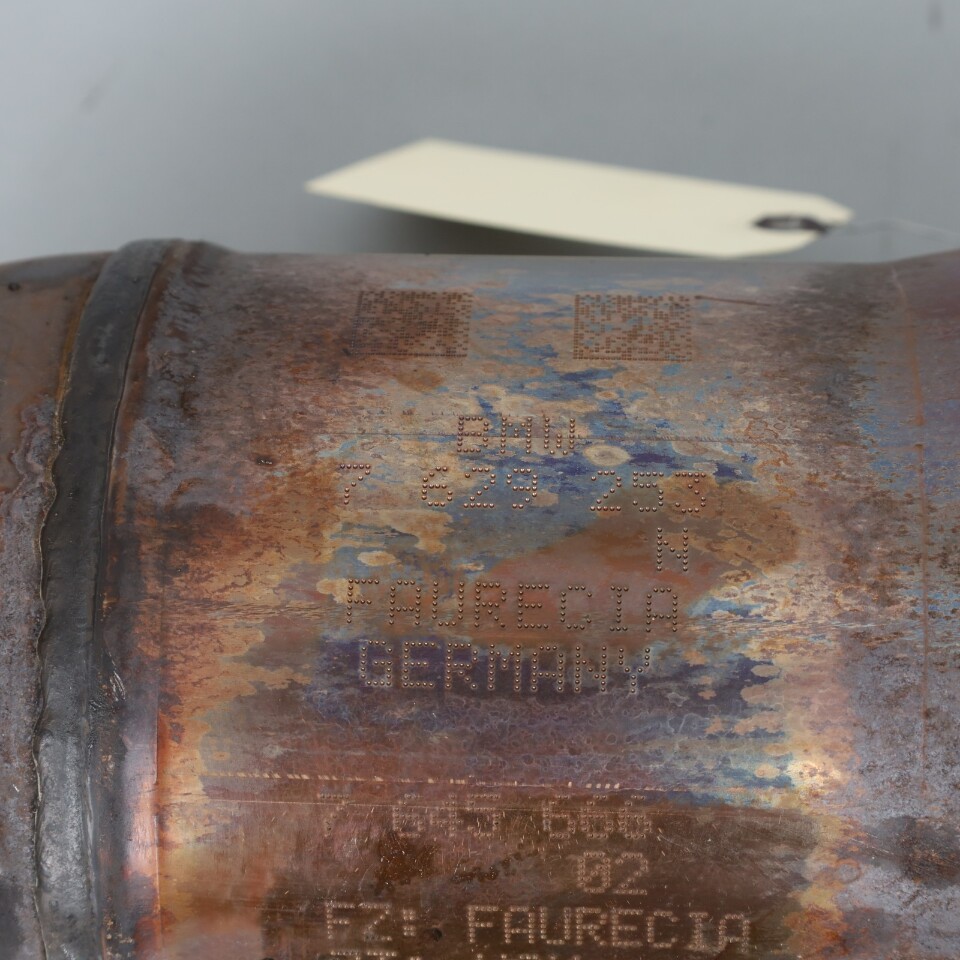 BMW
7 629 253
N
FAURECIA
GERMANY
02
FZ: FAURECIA